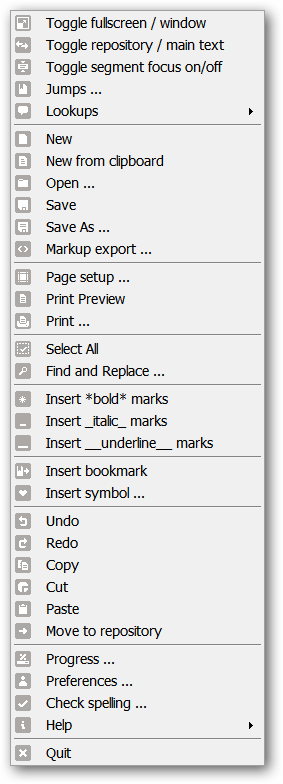 Toggle fullscreen / window
Toggle repository / main text
Toggle segment focus on/off
Jumps ...
Lookups
New
New from clipboard
Open ...
Save
Save As ...
Markup export ...
Page setup ...
Print Preview
Print ...
Select All
Find and Replace ...
Insert *bold* marks
Insert _italic_ marks
Insert __underline__ marks
Insert bookmark
Insert symbol ...
Undo
Redo
Copy
Cut
Paste
Move to repository
Progress ...
Preferences ...
Check spelling ...
Help
Quit